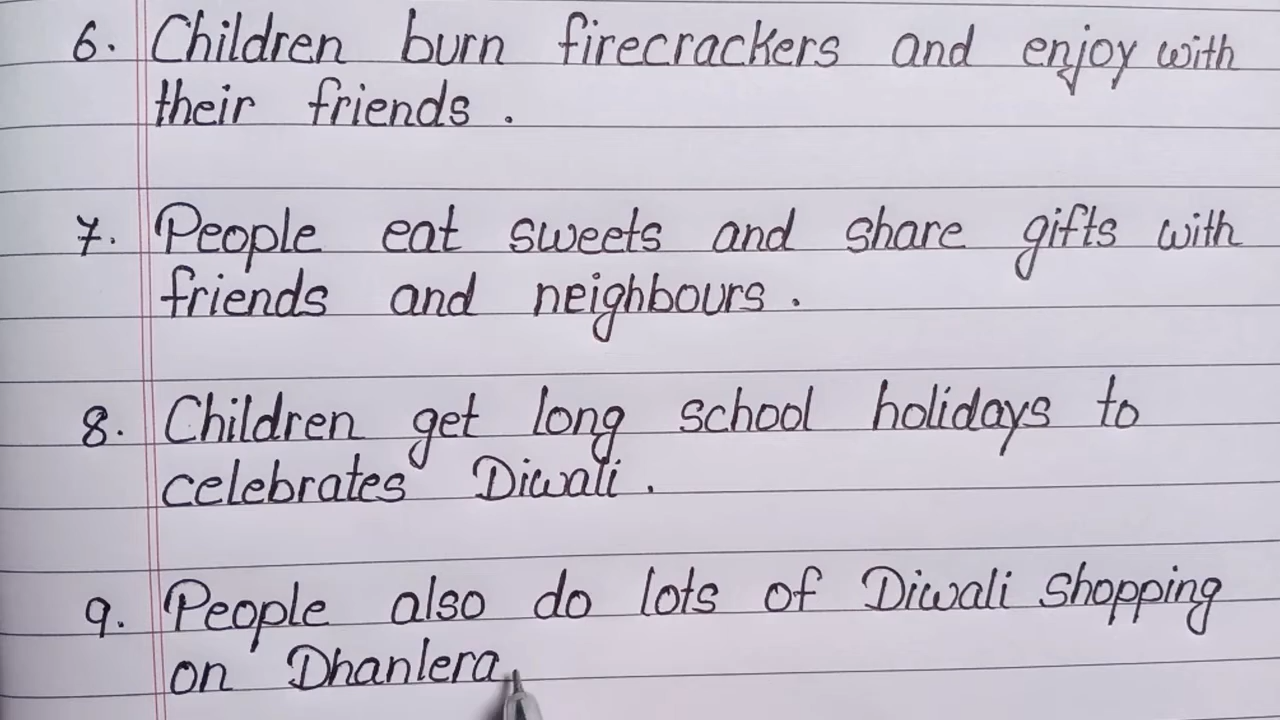 6. Children burn firecrackers and enjoy with
their friends.
7. People eat sweets and share gifts with
friends and neighbours.
8. Children get long school holidays to
celebrates Diwali.
9. People also do lots of Diwali shopping
on Dhanlera